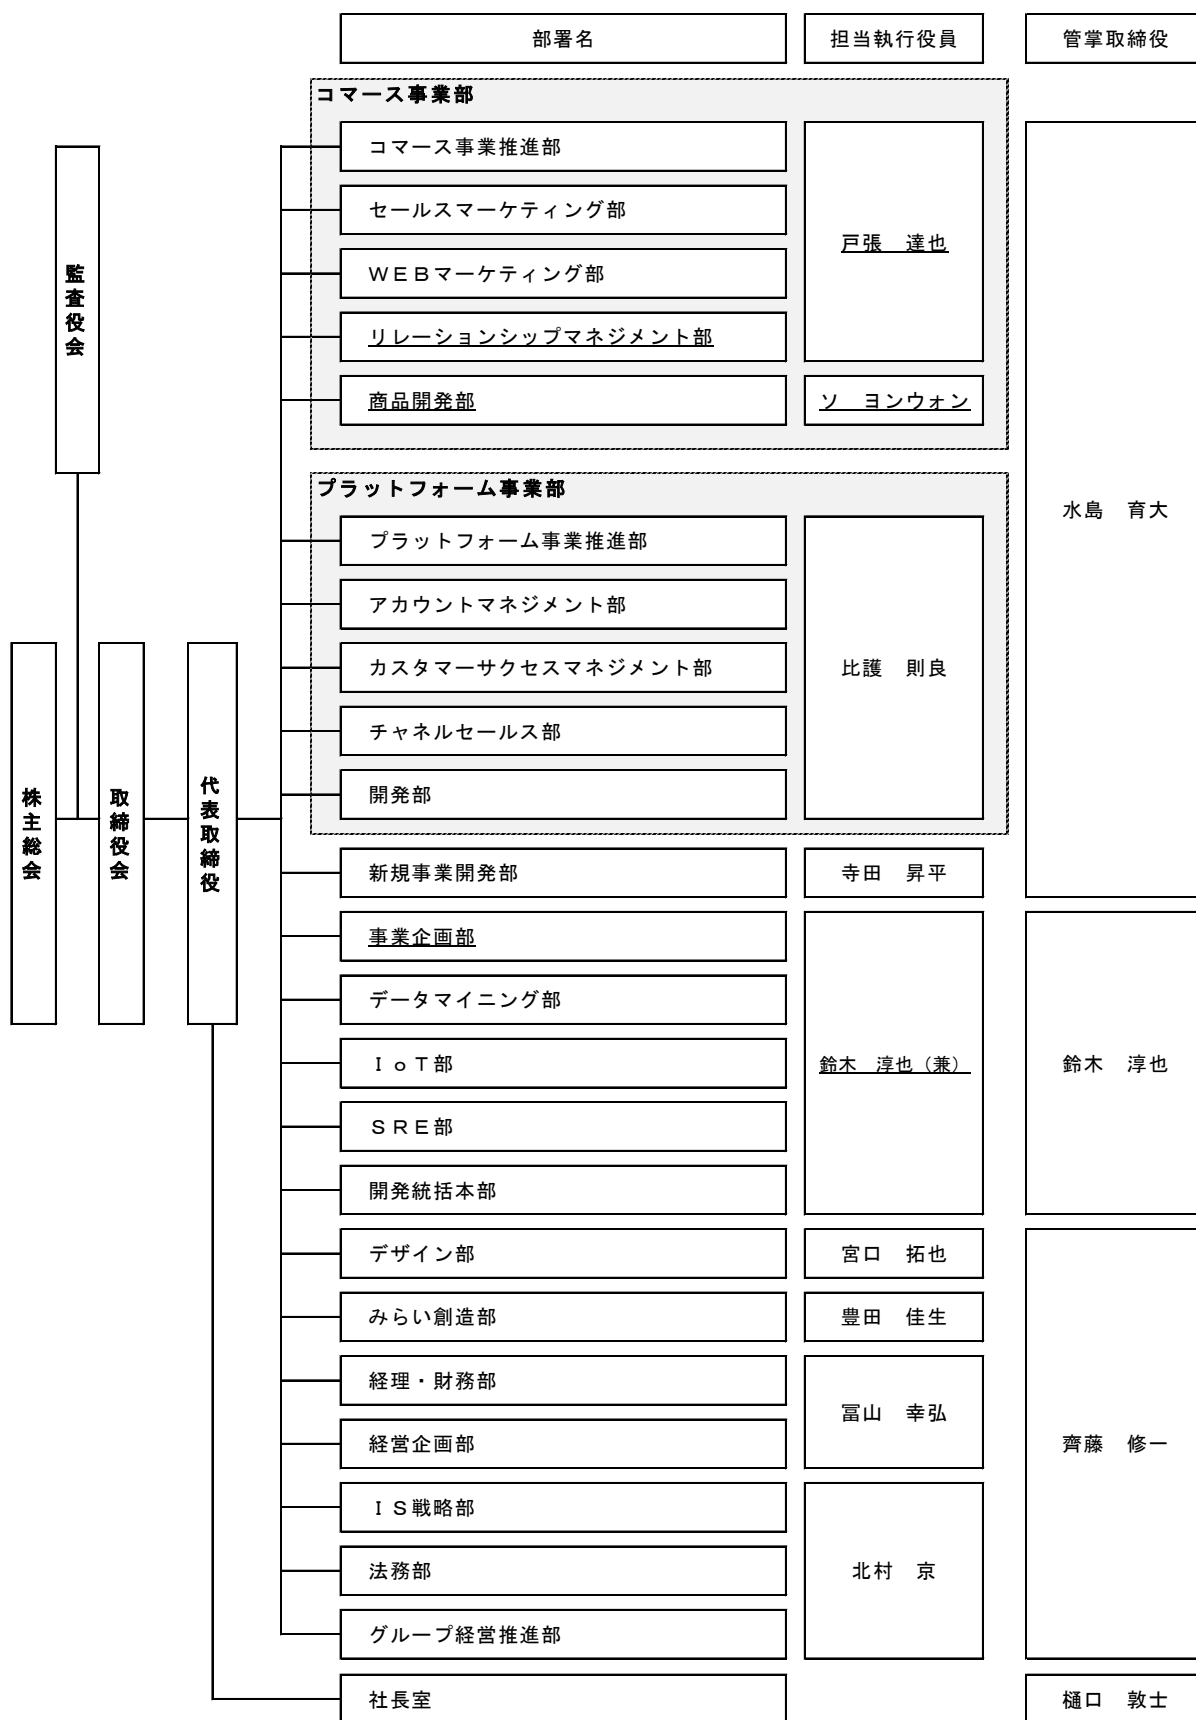 部署名
担当執行役員
管掌取締役
コマース事業部
コマース事業推進部
セールスマーケティング部
WEBマーケティング部
リレーションシップマネジメント部
商品開発部
戸張 達也
ソ ヨンウォン
プラットフォーム事業部
プラットフォーム事業推進部
アカウントマネジメント部
カスタマーサクセスマネジメント部
チャネルセールス部
開発部
比護 則良
水島 育大
監査役会
株主総会
取締役会
代表取締役
新規事業開発部
寺田 昇平
事業企画部
データマイニング部
IoT部
SRE部
開発統括本部
鈴木 淳也(兼)
鈴木 淳也
デザイン部
宮口 拓也
みらい創造部
豊田 佳生
経理・財務部
経営企画部
冨山 幸弘
IS戦略部
法務部
グループ経営推進部
北村 京
齊藤 修一
社長室
樋口 敦士